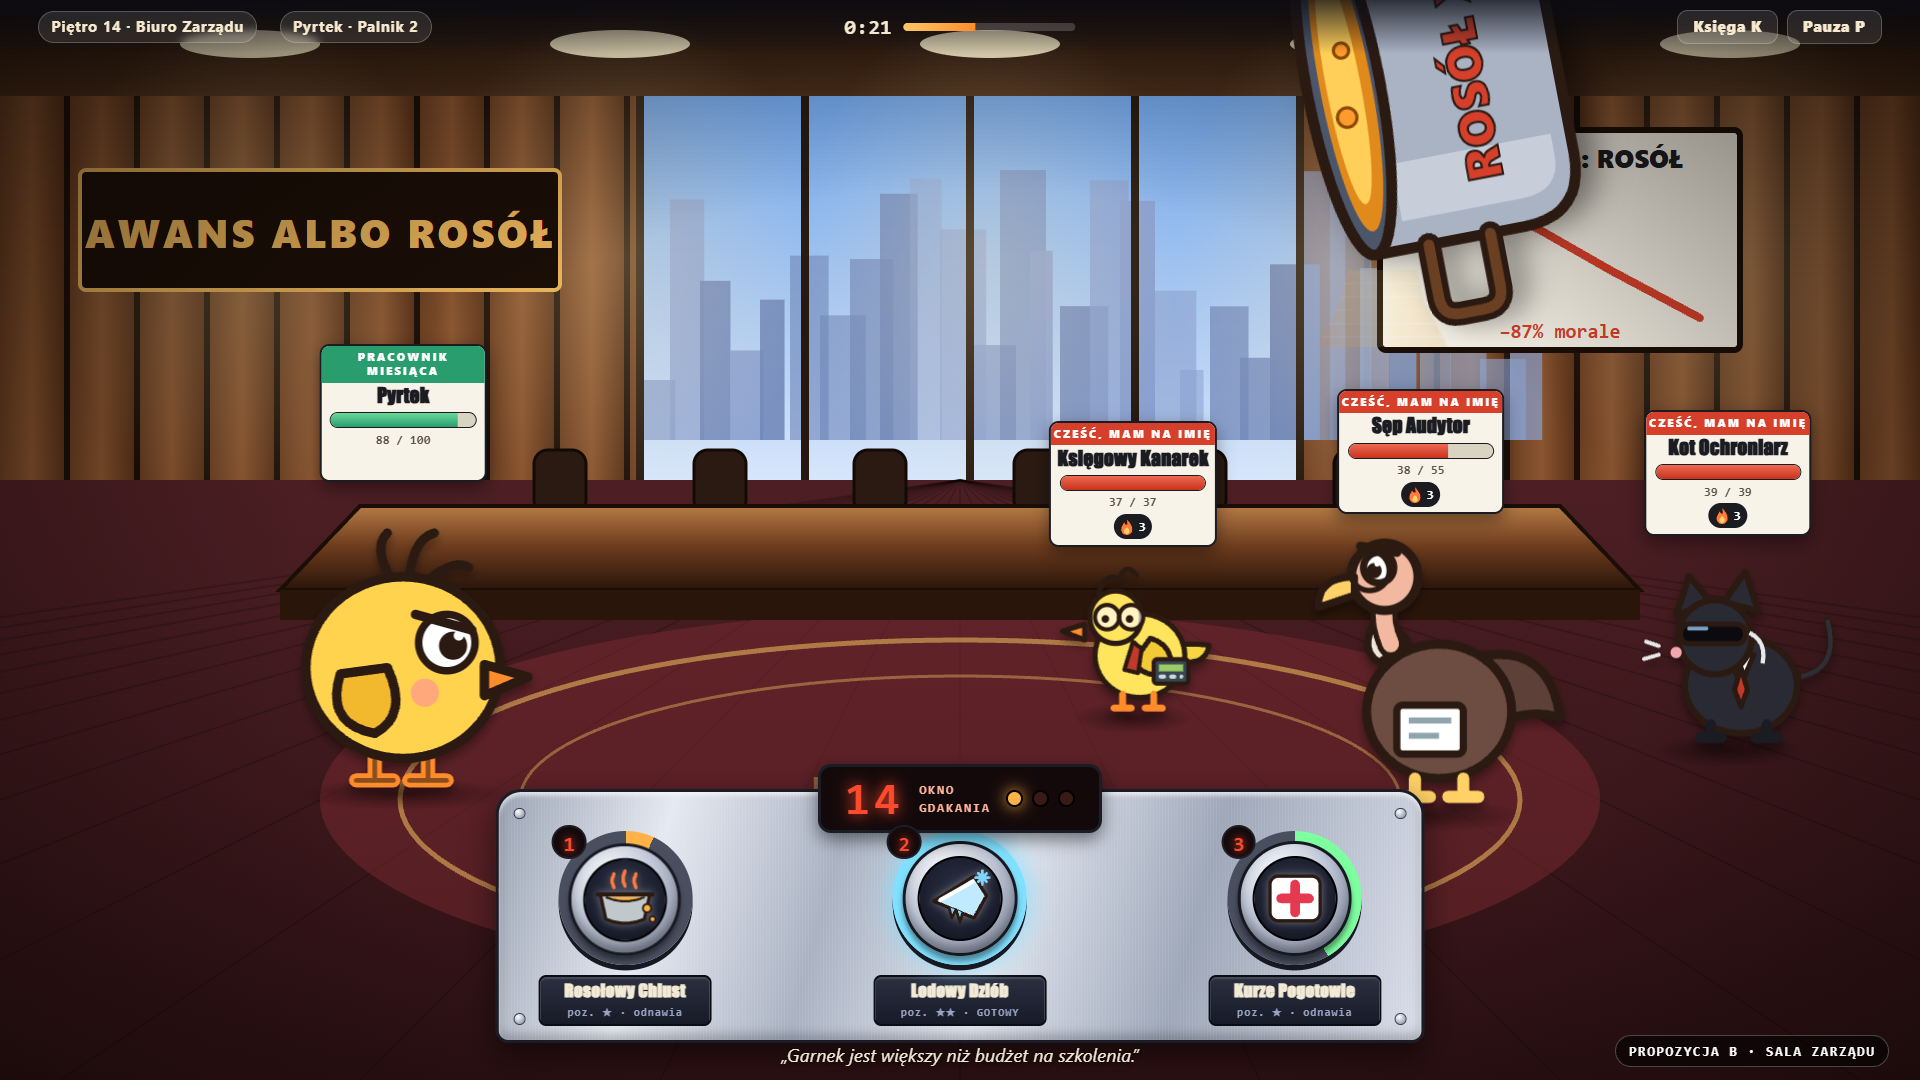 Piętro 14 · Biuro Zarządu
Pyrtek · Palnik 2
0:21
Księga K
Pauza P
ROSÓŁ
: ROSÓŁ
-87% morale
AWANS ALBO ROSÓŁ
PRACOWNIK
MIESIĄCA
Pyrtek
88 / 100
CZEŚĆ, MAM NA IMIĘ
Księgowy Kanarek
37 / 37
3
CZEŚĆ, MAM NA IMIĘ
Sęp Audytor
38 / 55
3
CZEŚĆ, MAM NA IMIĘ
Kot Ochroniarz
39 / 39
3
14
OKNO
GDAKANIA
1
Rosołowy Chlust
poz. ★ · odnawia
2
Lodowy Dziób
poz. ★★ · GOTOWY
3
Kurze Pogotowie
poz. ★ · odnawia
„Garnek jest większy niż budżet na szkolenia.”
PROPOZYCJA B · SALA ZARZĄDU